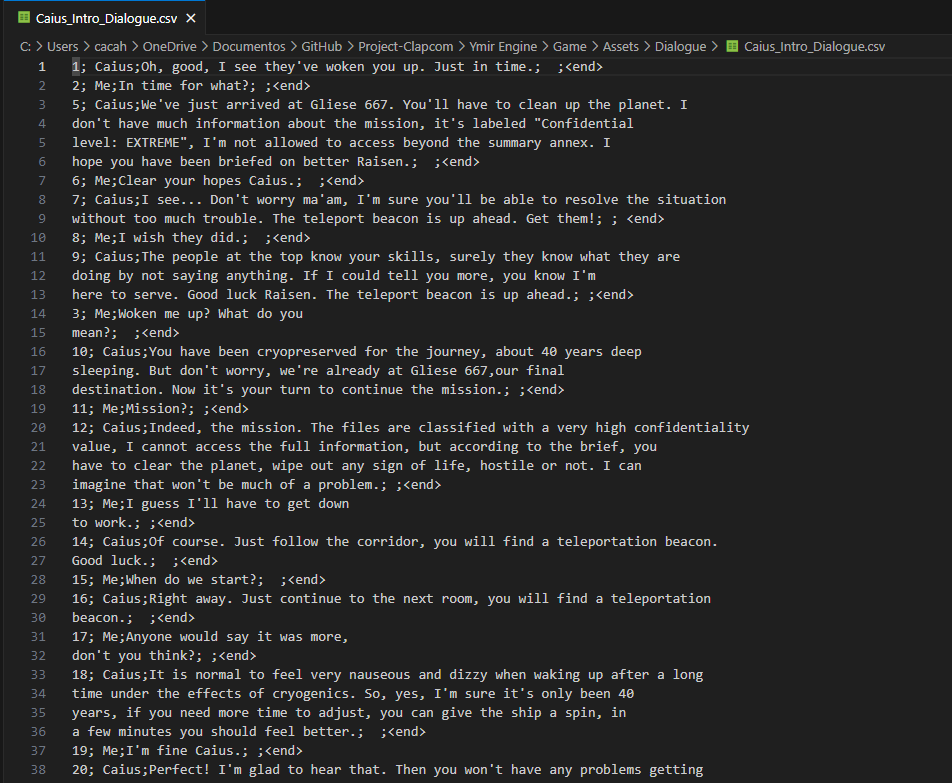 Caius_Intro_Dialogue.csv ×
C: > Users > cacah > OneDrive > Documentos > GitHub > Project-Clapcom > Ymir Engine > Game > Assets > Dialogue > Caius_Intro_Dialogue.csv
1 1; Caius;Oh, good, I see they've woken you up. Just in time.;  ;<end>
2 2; Me;In time for what?; ;<end>
3 5; Caius;We've just arrived at Gliese 667. You'll have to clean up the planet. I
4 don't have much information about the mission, it's labeled "Confidential
5 level: EXTREME", I'm not allowed to access beyond the summary annex. I
6 hope you have been briefed on better Raisen.;  ;<end>
7 6; Me;Clear your hopes Caius.;  ;<end>
8 7; Caius;I see... Don't worry ma'am, I'm sure you'll be able to resolve the situation
9 without too much trouble. The teleport beacon is up ahead. Get them!; ; <end>
10 8; Me;I wish they did.;  ;<end>
11 9; Caius;The people at the top know your skills, surely they know what they are
12 doing by not saying anything. If I could tell you more, you know I'm
13 here to serve. Good luck Raisen. The teleport beacon is up ahead.; ;<end>
14 3; Me;Woken me up? What do you
15 mean?;  ;<end>
16 10; Caius;You have been cryopreserved for the journey, about 40 years deep
17 sleeping. But don't worry, we're already at Gliese 667,our final
18 destination. Now it's your turn to continue the mission.; ;<end>
19 11; Me;Mission?; ;<end>
20 12; Caius;Indeed, the mission. The files are classified with a very high confidentiality
21 value, I cannot access the full information, but according to the brief, you
22 have to clear the planet, wipe out any sign of life, hostile or not. I can
23 imagine that won't be much of a problem.; ;<end>
24 13; Me;I guess I'll have to get down
25 to work.; ;<end>
26 14; Caius;Of course. Just follow the corridor, you will find a teleportation beacon.
27 Good luck.;  ;<end>
28 15; Me;When do we start?;  ;<end>
29 16; Caius;Right away. Just continue to the next room, you will find a teleportation
30 beacon.;  ;<end>
31 17; Me;Anyone would say it was more,
32 don't you think?; ;<end>
33 18; Caius;It is normal to feel very nauseous and dizzy when waking up after a long
34 time under the effects of cryogenics. So, yes, I'm sure it's only been 40
35 years, if you need more time to adjust, you can give the ship a spin, in
36 a few minutes you should feel better.;  ;<end>
37 19; Me;I'm fine Caius.; ;<end>
38 20; Caius;Perfect! I'm glad to hear that. Then you won't have any problems getting